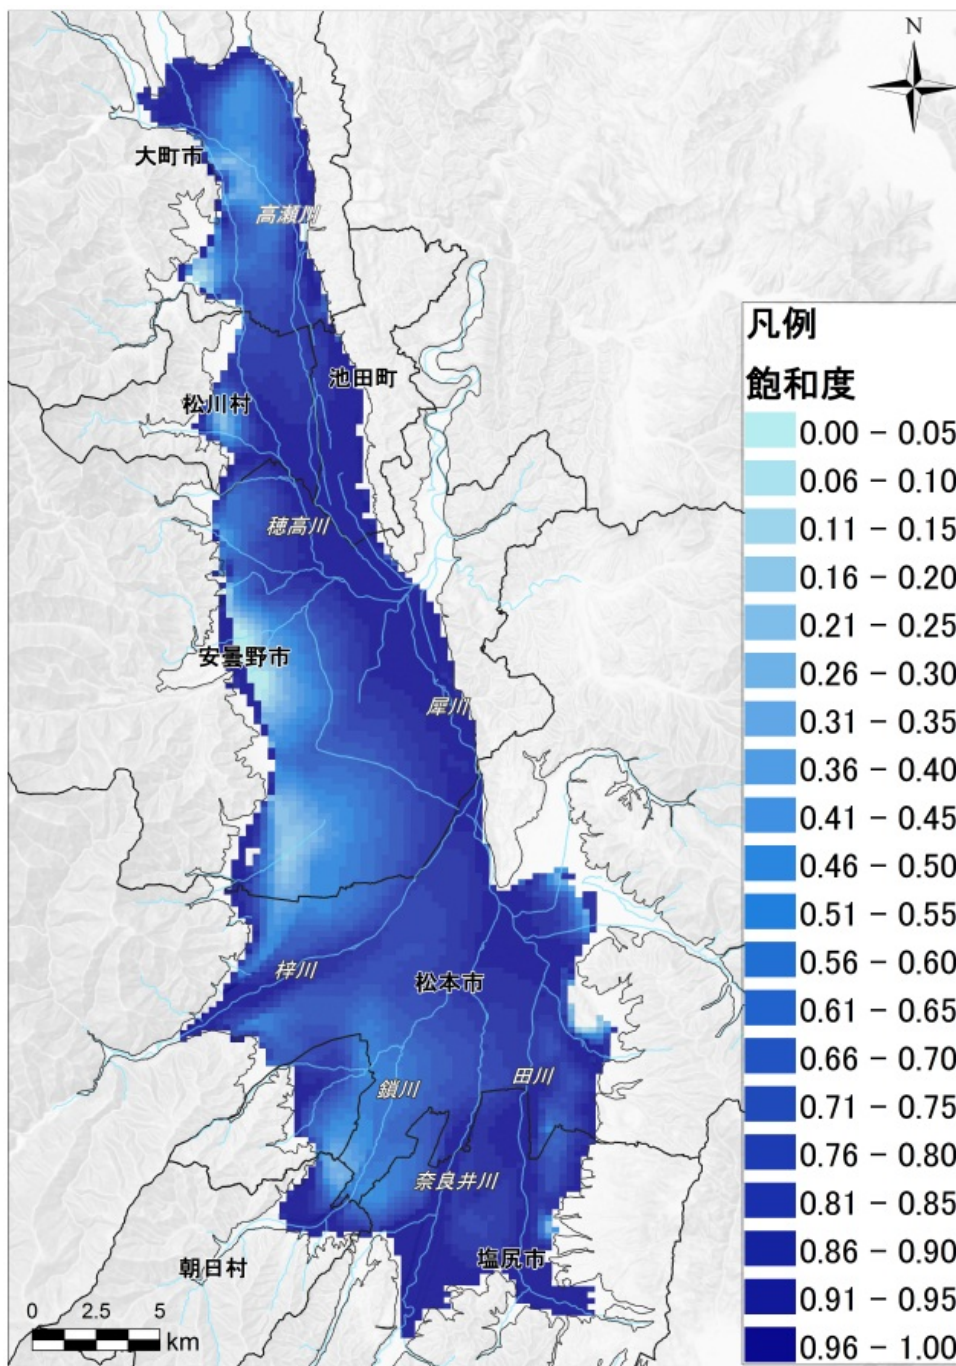 N
大町市
高瀬川
池田町
松川村
穂高川
安曇野市
犀川
梓川
松本市
鎖川
田川
奈良井川
塩尻市
朝日村
0 2.5 5
km
凡例
飽和度
0.00 - 0.05
0.06 - 0.10
0.11 - 0.15
0.16 - 0.20
0.21 - 0.25
0.26 - 0.30
0.31 - 0.35
0.36 - 0.40
0.41 - 0.45
0.46 - 0.50
0.51 - 0.55
0.56 - 0.60
0.61 - 0.65
0.66 - 0.70
0.71 - 0.75
0.76 - 0.80
0.81 - 0.85
0.86 - 0.90
0.91 - 0.95
0.96 - 1.00